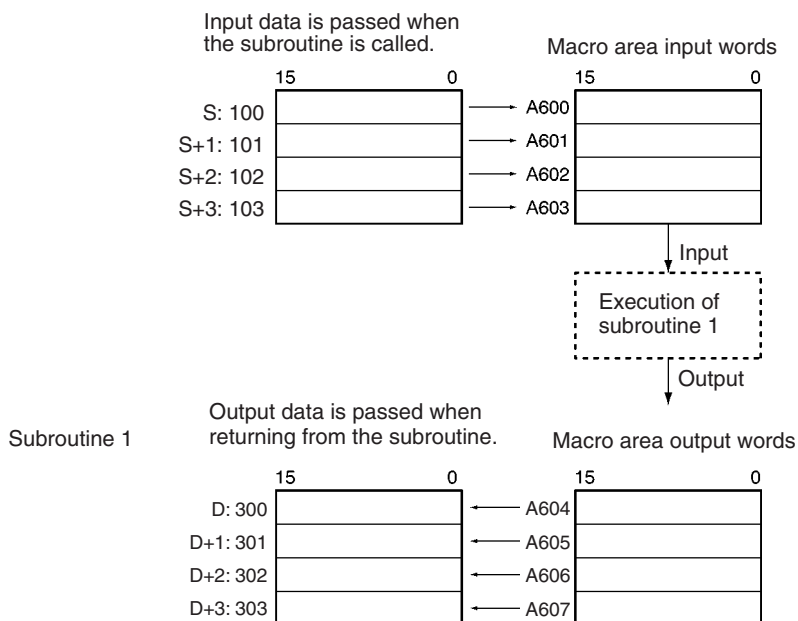 Input data is passed when
the subroutine is called.
Macro area input words
15 0 15 0
S: 100 A600
S+1: 101 A601
S+2: 102 A602
S+3: 103 A603
Input
Execution of
subroutine 1
Output
Subroutine 1
Output data is passed when
returning from the subroutine.
Macro area output words
15 0 15 0
D: 300 A604
D+1: 301 A605
D+2: 302 A606
D+3: 303 A607